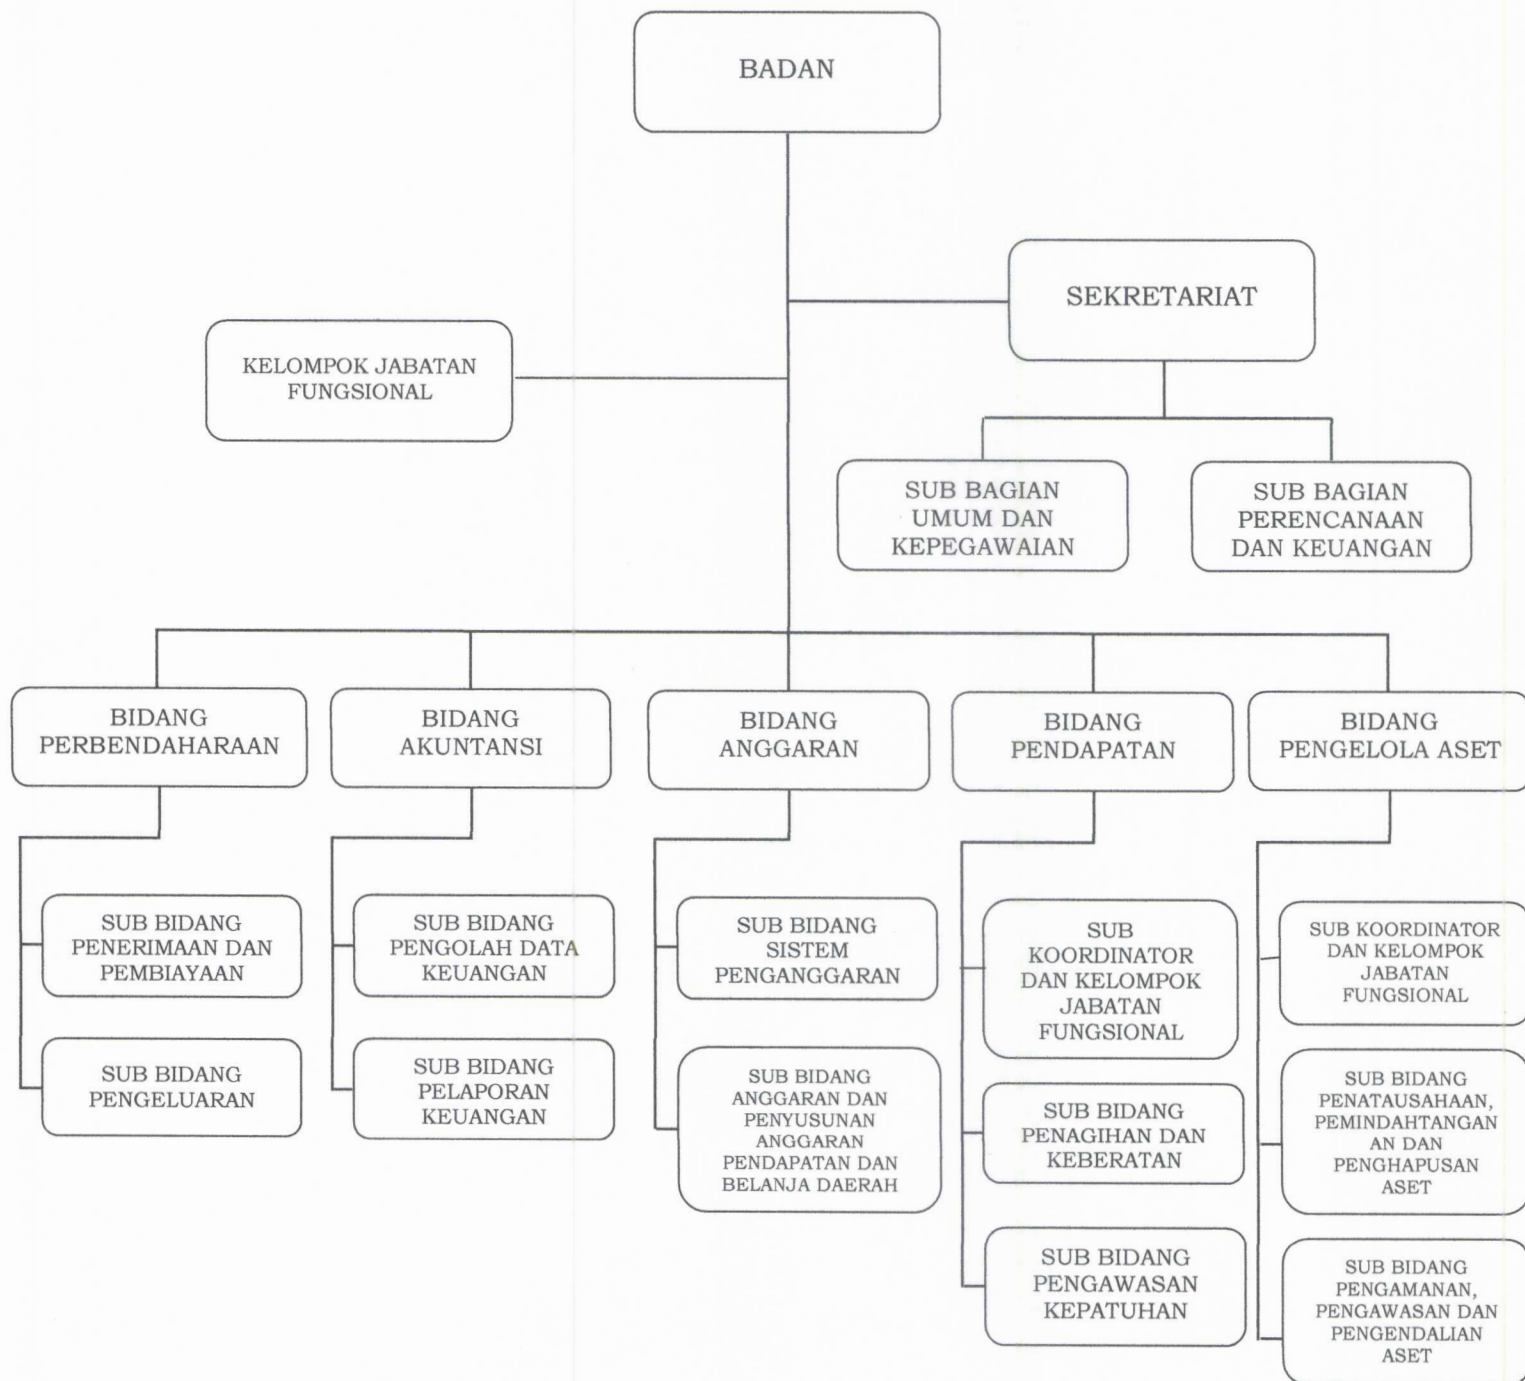 BADAN
SEKRETARIAT
KELOMPOK JABATAN
FUNGSIONAL
SUB BAGIAN
UMUM DAN
KEPEGAWAIAN
SUB BAGIAN
PERENCANAAN
DAN KEUANGAN
BIDANG
PERBENDAHARAAN
BIDANG
AKUNTANSI
BIDANG
ANGGARAN
BIDANG
PENDAPATAN
BIDANG
PENGELOLA ASET
SUB BIDANG
PENERIMAAN DAN
PEMBIAYAAN
SUB BIDANG
PENGELUARAN
SUB BIDANG
PENGOLAH DATA
KEUANGAN
SUB BIDANG
PELAPORAN
KEUANGAN
SUB BIDANG
SISTEM
PENGANGGARAN
SUB BIDANG
ANGGARAN DAN
PENYUSUNAN
ANGGARAN
PENDAPATAN DAN
BELANJA DAERAH
SUB
KOORDINATOR
DAN KELOMPOK
JABATAN
FUNGSIONAL
SUB BIDANG
PENAGIHAN DAN
KEBERATAN
SUB BIDANG
PENGAWASAN
KEPATUHAN
SUB KOORDINATOR
DAN KELOMPOK
JABATAN
FUNGSIONAL
SUB BIDANG
PENATAUSAHAAN,
PEMINDAHTANGAN
AN DAN
PENGHAPUSAN
ASET
SUB BIDANG
PENGAMANAN,
PENGAWASAN DAN
PENGENDALIAN
ASET